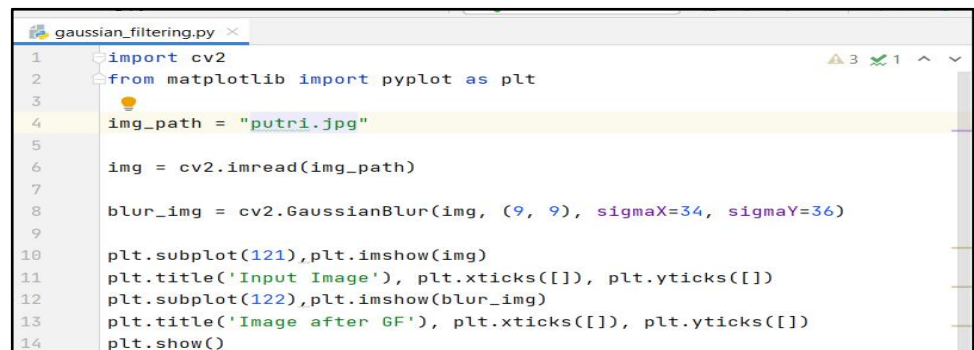 gaussian_filtering.py
1 import cv2 3 1
2 from matplotlib import pyplot as plt
3
4 img_path = "putri.jpg"
5
6 img = cv2.imread(img_path)
7
8 blur_img = cv2.GaussianBlur(img, (9, 9), sigmaX=34, sigmaY=36)
9
10 plt.subplot(121),plt.imshow(img)
11 plt.title('Input Image'), plt.xticks([]), plt.yticks([])
12 plt.subplot(122),plt.imshow(blur_img)
13 plt.title('Image after GF'), plt.xticks([]), plt.yticks([])
14 plt.show()